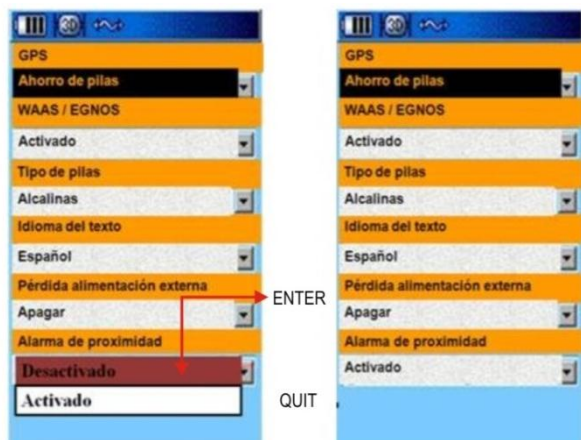 3D
GPS
Ahorro de pilas
WAAS / EGNOS
Activado
Tipo de pilas
Alcalinas
Idioma del texto
Español
Pérdida alimentación externa
Apagar
Alarma de proximidad
Desactivado
Activado
ENTER
QUIT
3D
GPS
Ahorro de pilas
WAAS / EGNOS
Activado
Tipo de pilas
Alcalinas
Idioma del texto
Español
Pérdida alimentación externa
Apagar
Alarma de proximidad
Activado